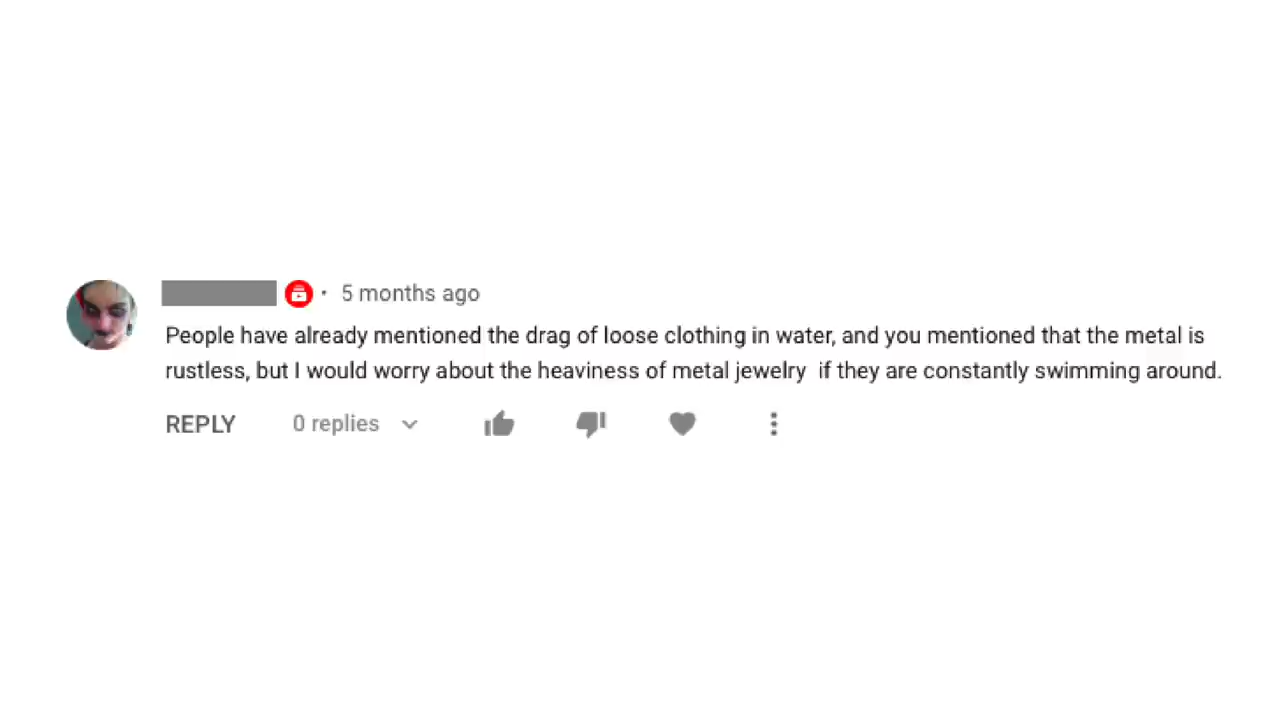 · 5 months ago
People have already mentioned the drag of loose clothing in water, and you mentioned that the metal is
rustless, but I would worry about the heaviness of metal jewelry  if they are constantly swimming around.
REPLY 0 replies